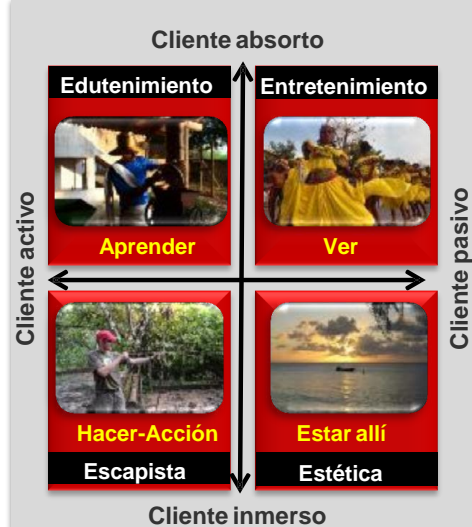 Cliente absorto
Edutenimiento
Entretenimiento
Aprender
Ver
Cliente activo
Cliente pasivo
Hacer-Acción
Estar allí
Escapista
Estética
Cliente inmerso